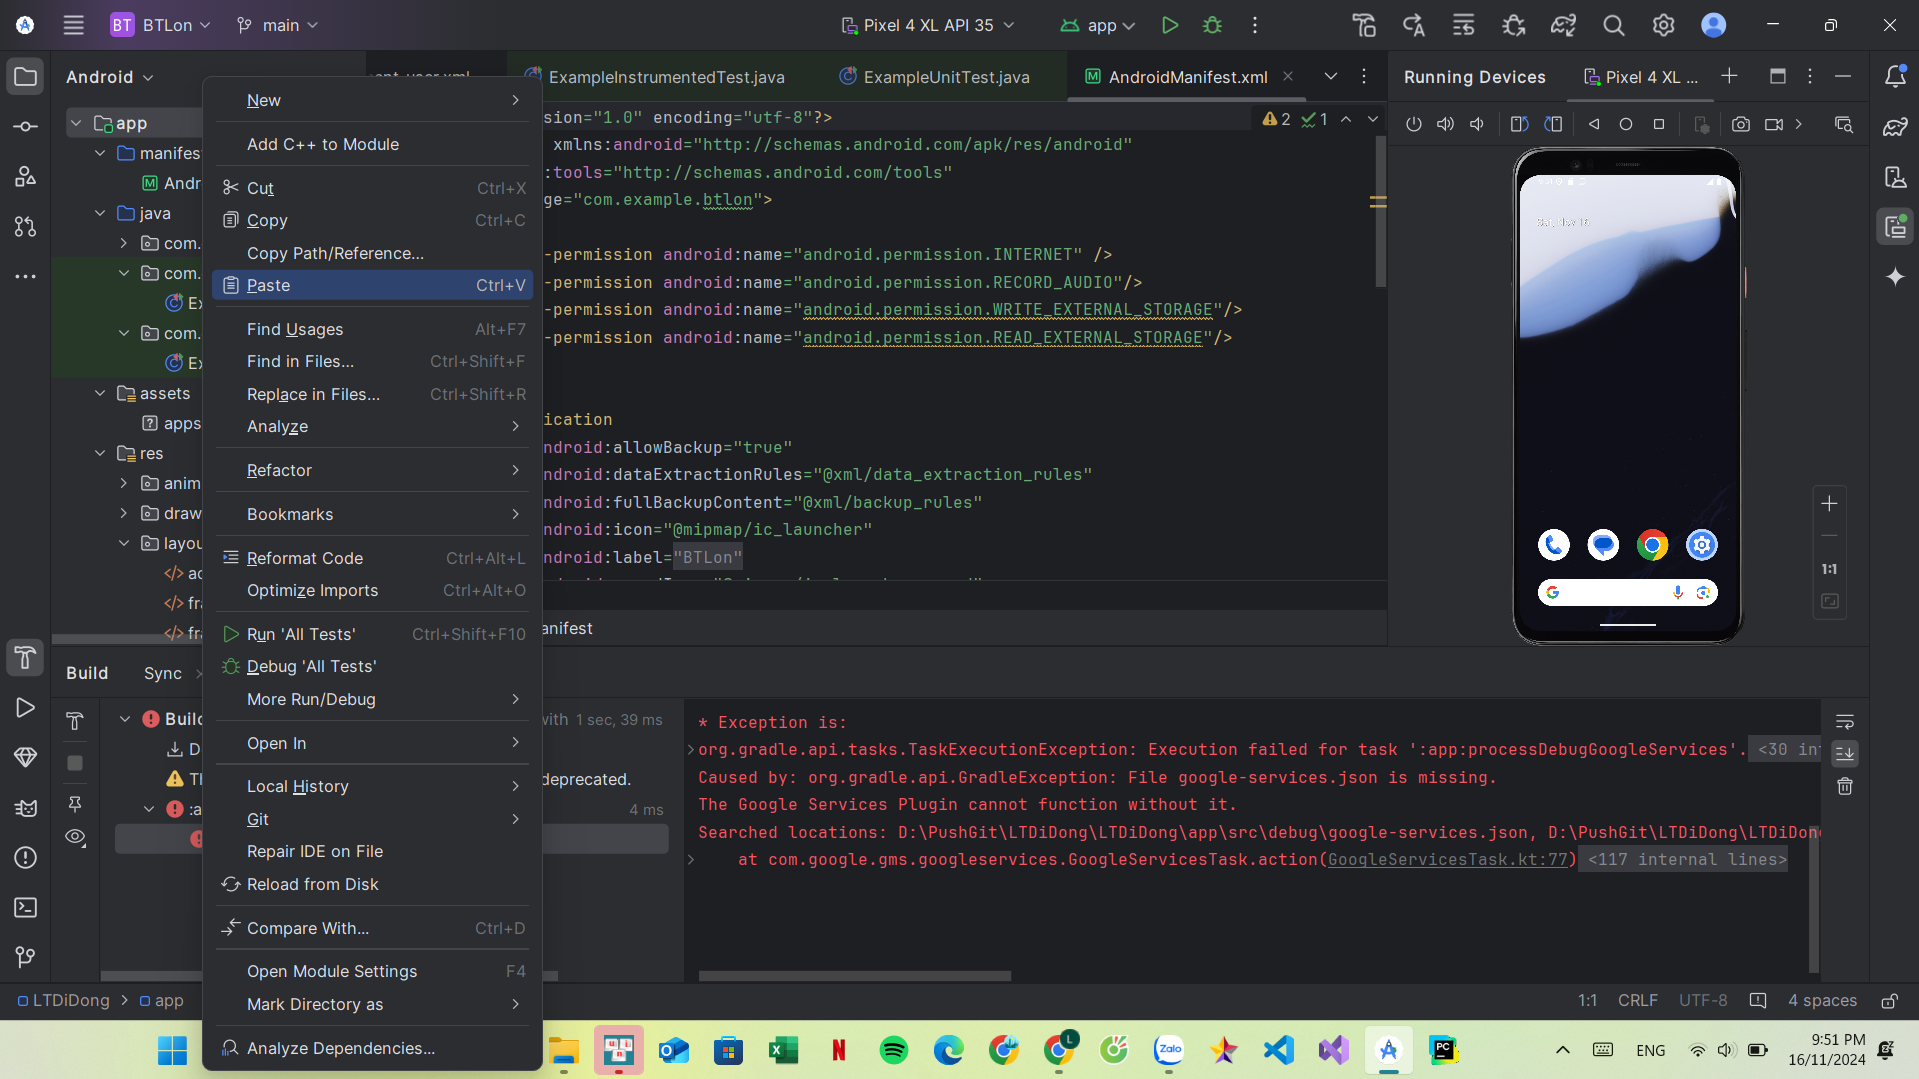 BT BTLon main Pixel 4 XL API 35 app
Android
ExampleInstrumentedTest.java ExampleUnitTest.java AndroidManifest.xml
Running Devices Pixel 4 XL ...
app
manifes
Andr
java
com.
com.
Ex
com.
Ex
assets
apps
res
anim
draw
layou
ac
fra
fra
New
Add C++ to Module
Cut Ctrl+X
Copy Ctrl+C
Copy Path/Reference...
Paste Ctrl+V
Find Usages Alt+F7
Find in Files... Ctrl+Shift+F
Replace in Files... Ctrl+Shift+R
Analyze
Refactor
Bookmarks
Reformat Code Ctrl+Alt+L
Optimize Imports Ctrl+Alt+O
Run 'All Tests' Ctrl+Shift+F10
Debug 'All Tests'
More Run/Debug
Open In
Local History
Git
Repair IDE on File
Reload from Disk
Compare With... Ctrl+D
Open Module Settings F4
Mark Directory as
Analyze Dependencies...
sion="1.0" encoding="utf-8"?>
2 1
xmlns:android="http://schemas.android.com/apk/res/android"
:tools="http://schemas.android.com/tools"
ge="com.example.btlon">
-permission android:name="android.permission.INTERNET" />
-permission android:name="android.permission.RECORD_AUDIO"/>
-permission android:name="android.permission.WRITE_EXTERNAL_STORAGE"/>
-permission android:name="android.permission.READ_EXTERNAL_STORAGE"/>
ication
ndroid:allowBackup="true"
ndroid:dataExtractionRules="@xml/data_extraction_rules"
ndroid:fullBackupContent="@xml/backup_rules"
ndroid:icon="@mipmap/ic_launcher"
ndroid:label="BTLon"
anifest
Sat, Nov 16
1:1
Build Sync
Builc with 1 sec, 39 ms
D
Th deprecated.
:a 4 ms
* Exception is:
org.gradle.api.tasks.TaskExecutionException: Execution failed for task ':app:processDebugGoogleServices'. <30 int
Caused by: org.gradle.api.GradleException: File google-services.json is missing.
The Google Services Plugin cannot function without it.
Searched locations: D:\PushGit\LTDiDong\LTDiDong\app\src\debug\google-services.json, D:\PushGit\LTDiDong\LTDiDong
at com.google.gms.googleservices.GoogleServicesTask.action(GoogleServicesTask.kt:77) <117 internal lines>
LTDiDong > app
1:1 CRLF UTF-8 4 spaces
uni
N
L
Zalo
PC
ENG
9:51 PM
16/11/2024